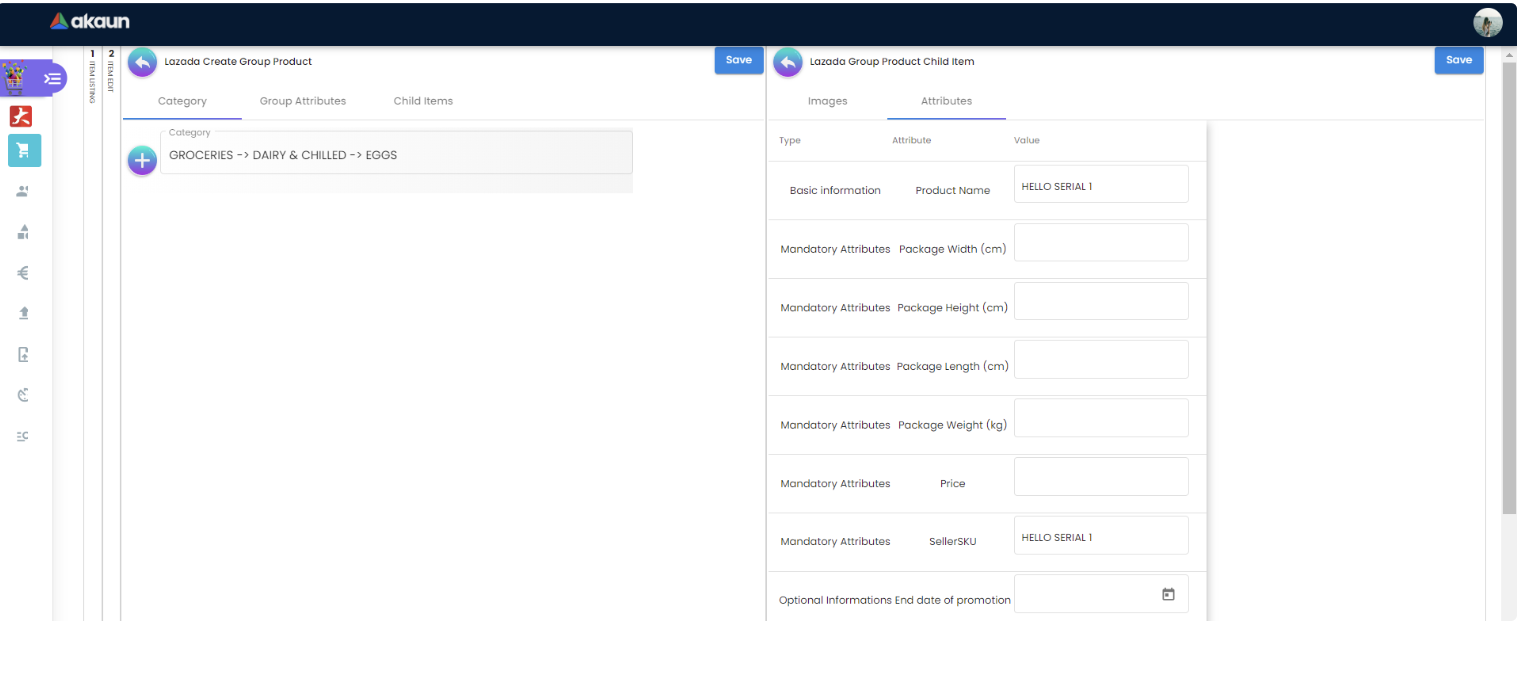 akaun
1 ITEM LISTING
2 ITEM EDIT
Lazada Create Group Product
Save
Category
Group Attributes
Child Items
Category
GROCERIES -> DAIRY & CHILLED -> EGGS
Lazada Group Product Child Item
Save
Images
Attributes
Type Attribute Value
Basic information Product Name HELLO SERIAL 1
Mandatory Attributes Package Width (cm)
Mandatory Attributes Package Height (cm)
Mandatory Attributes Package Length (cm)
Mandatory Attributes Package Weight (kg)
Mandatory Attributes Price
Mandatory Attributes SellerSKU HELLO SERIAL 1
Optional Informations End date of promotion